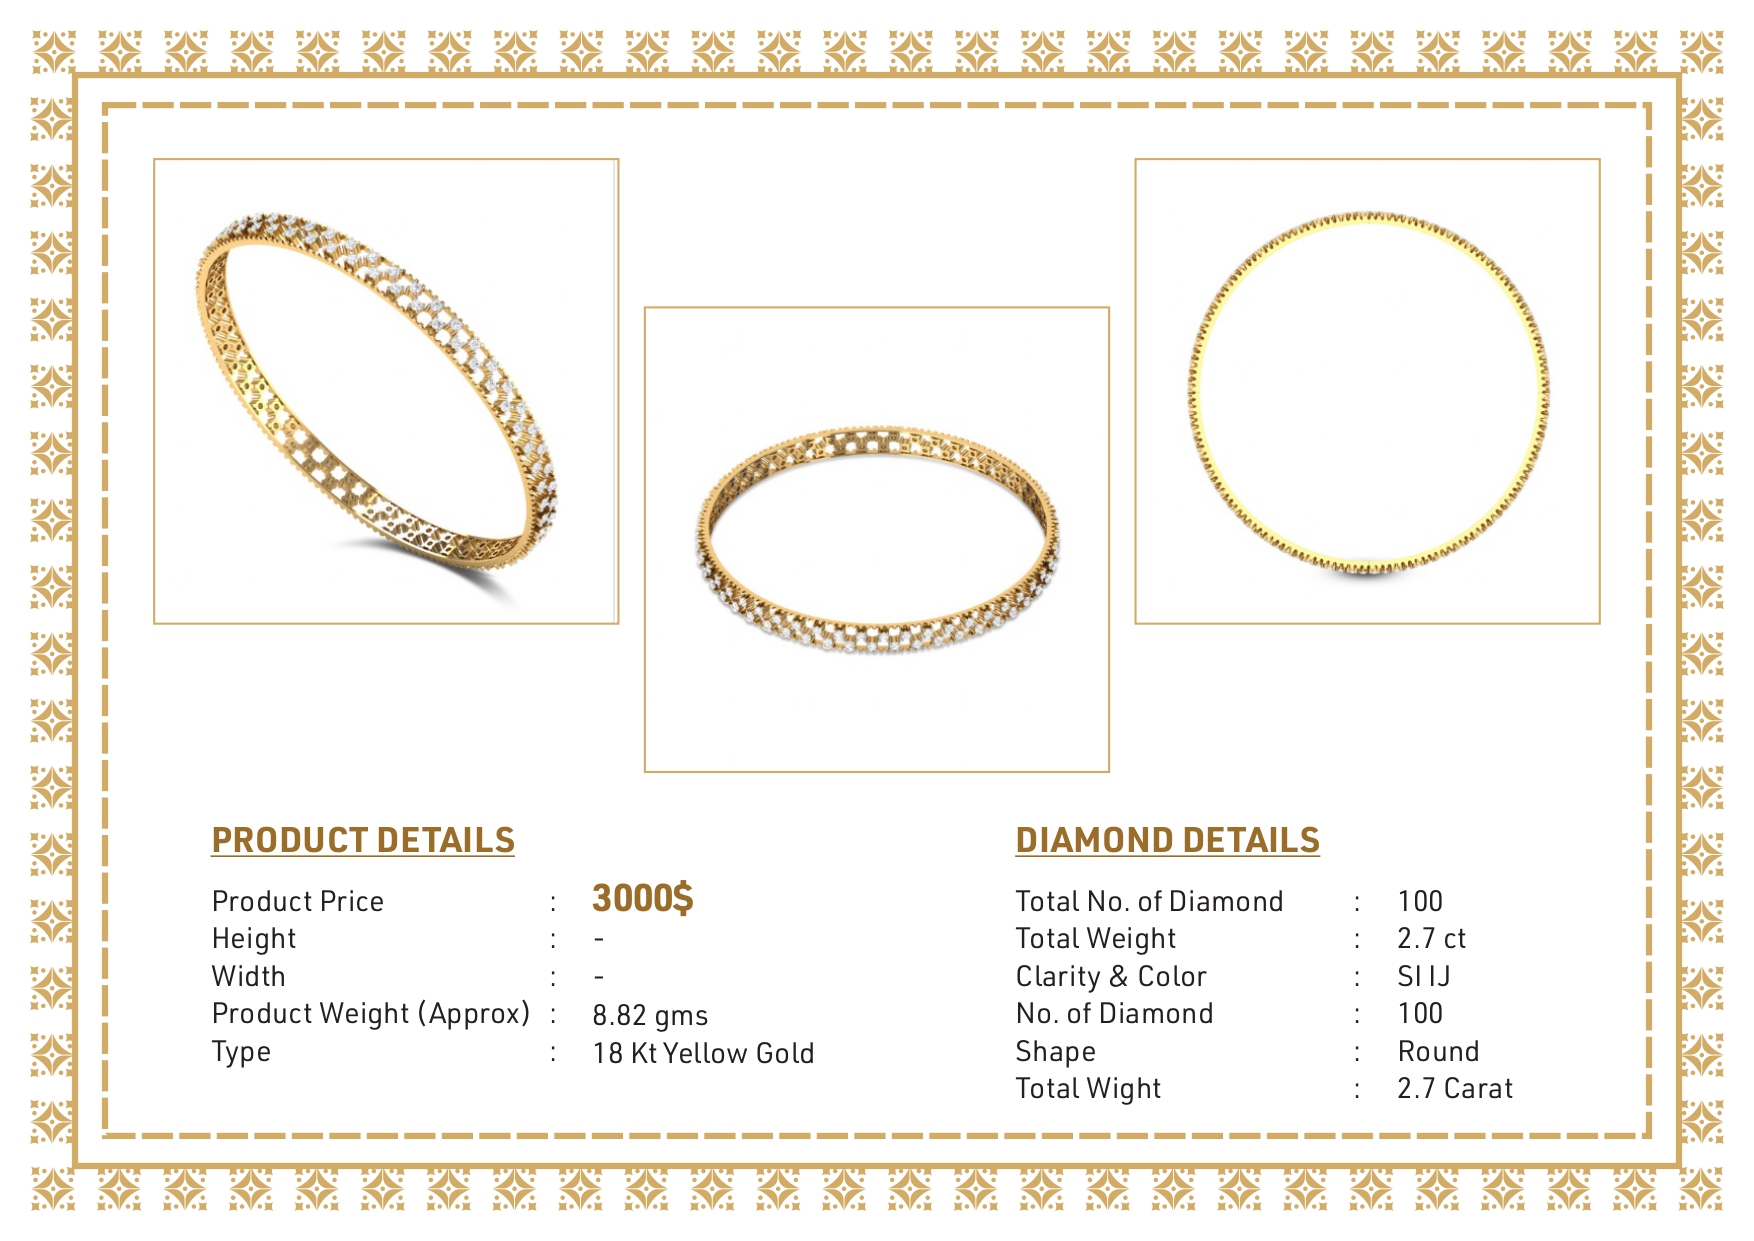 PRODUCT DETAILS
Product Price : 3000$
Height : -
Width : -
Product Weight (Approx) : 8.82 gms
Type : 18 Kt Yellow Gold
DIAMOND DETAILS
Total No. of Diamond : 100
Total Weight : 2.7 ct
Clarity & Color : SI IJ
No. of Diamond : 100
Shape : Round
Total Wight : 2.7 Carat